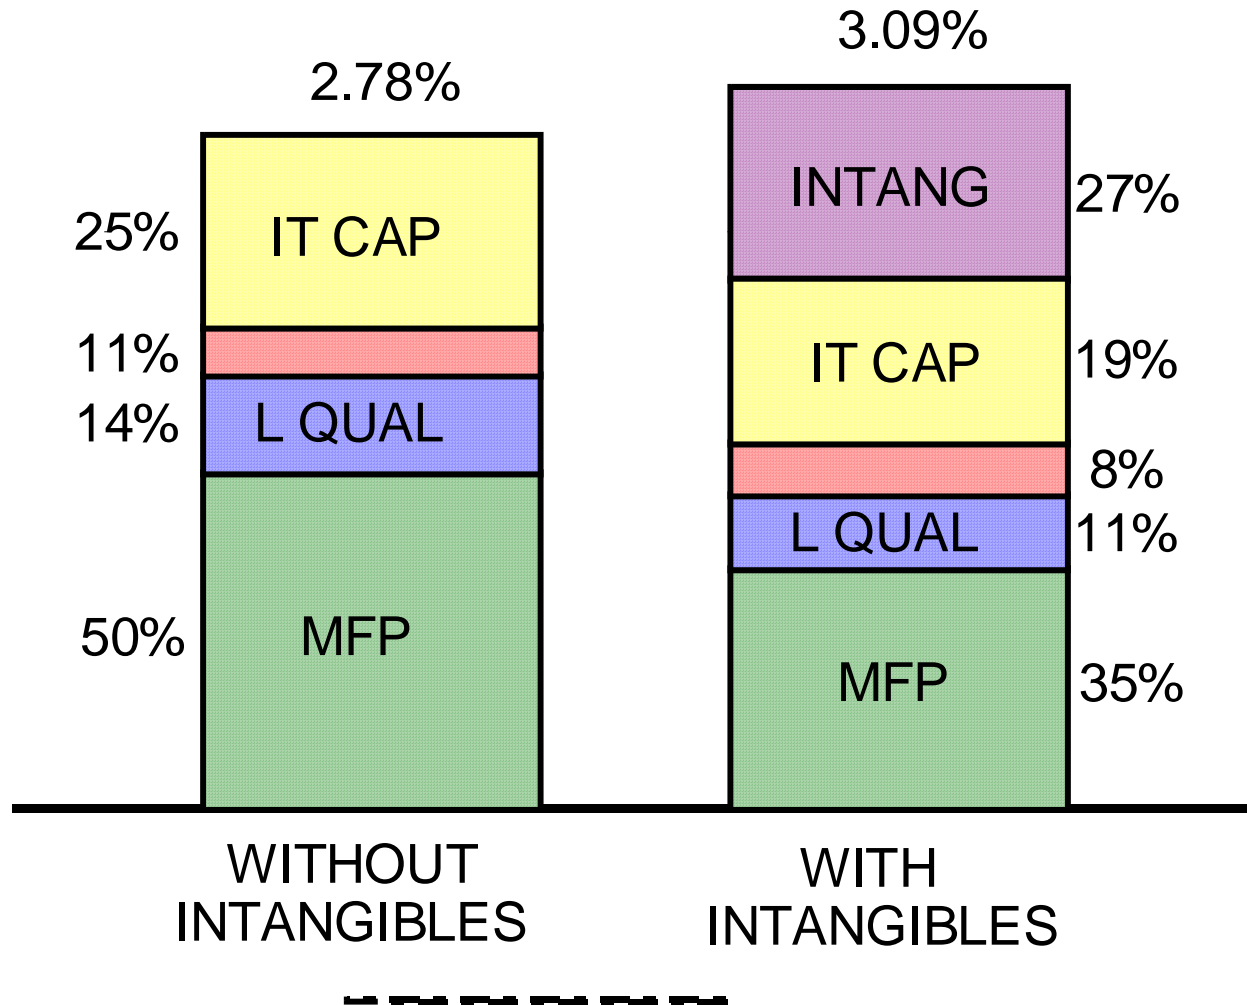 3.09%
2.78%
INTANG
27%
25%
IT CAP
IT CAP
19%
11%
14%
L QUAL
8%
L QUAL
11%
50%
MFP
MFP
35%
WITHOUT
INTANGIBLES
WITH
INTANGIBLES